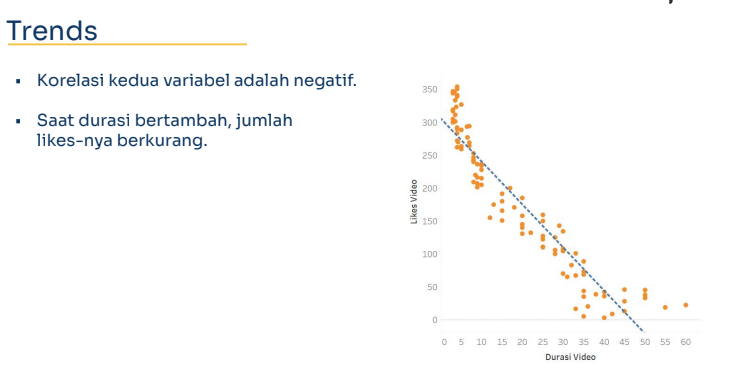 Trends
▪ Korelasi kedua variabel adalah negatif.
▪ Saat durasi bertambah, jumlah
likes-nya berkurang.
350
300
250
200
150
100
50
0
Likes Video
0 5 10 15 20 25 30 35 40 45 50 55 60
Durasi Video